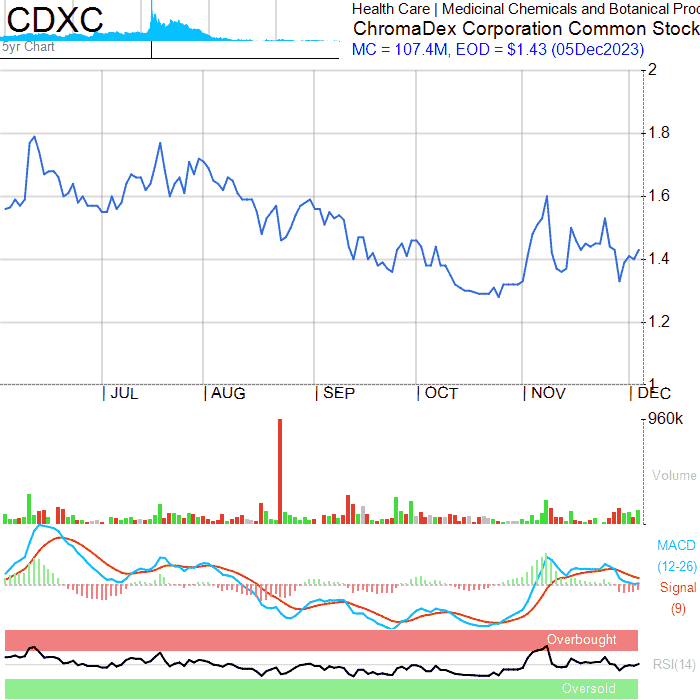 CDXC
5yr Chart
Health Care | Medicinal Chemicals and Botanical Proc
ChromaDex Corporation Common Stock
MC = 107.4M, EOD = $1.43 (05Dec2023)
2
1.8
1.6
1.4
1.2
1
| JUL | AUG | SEP | OCT | NOV | DEC
960k
Volume
MACD
(12-26)
Signal
(9)
Overbought
RSI(14)
Oversold